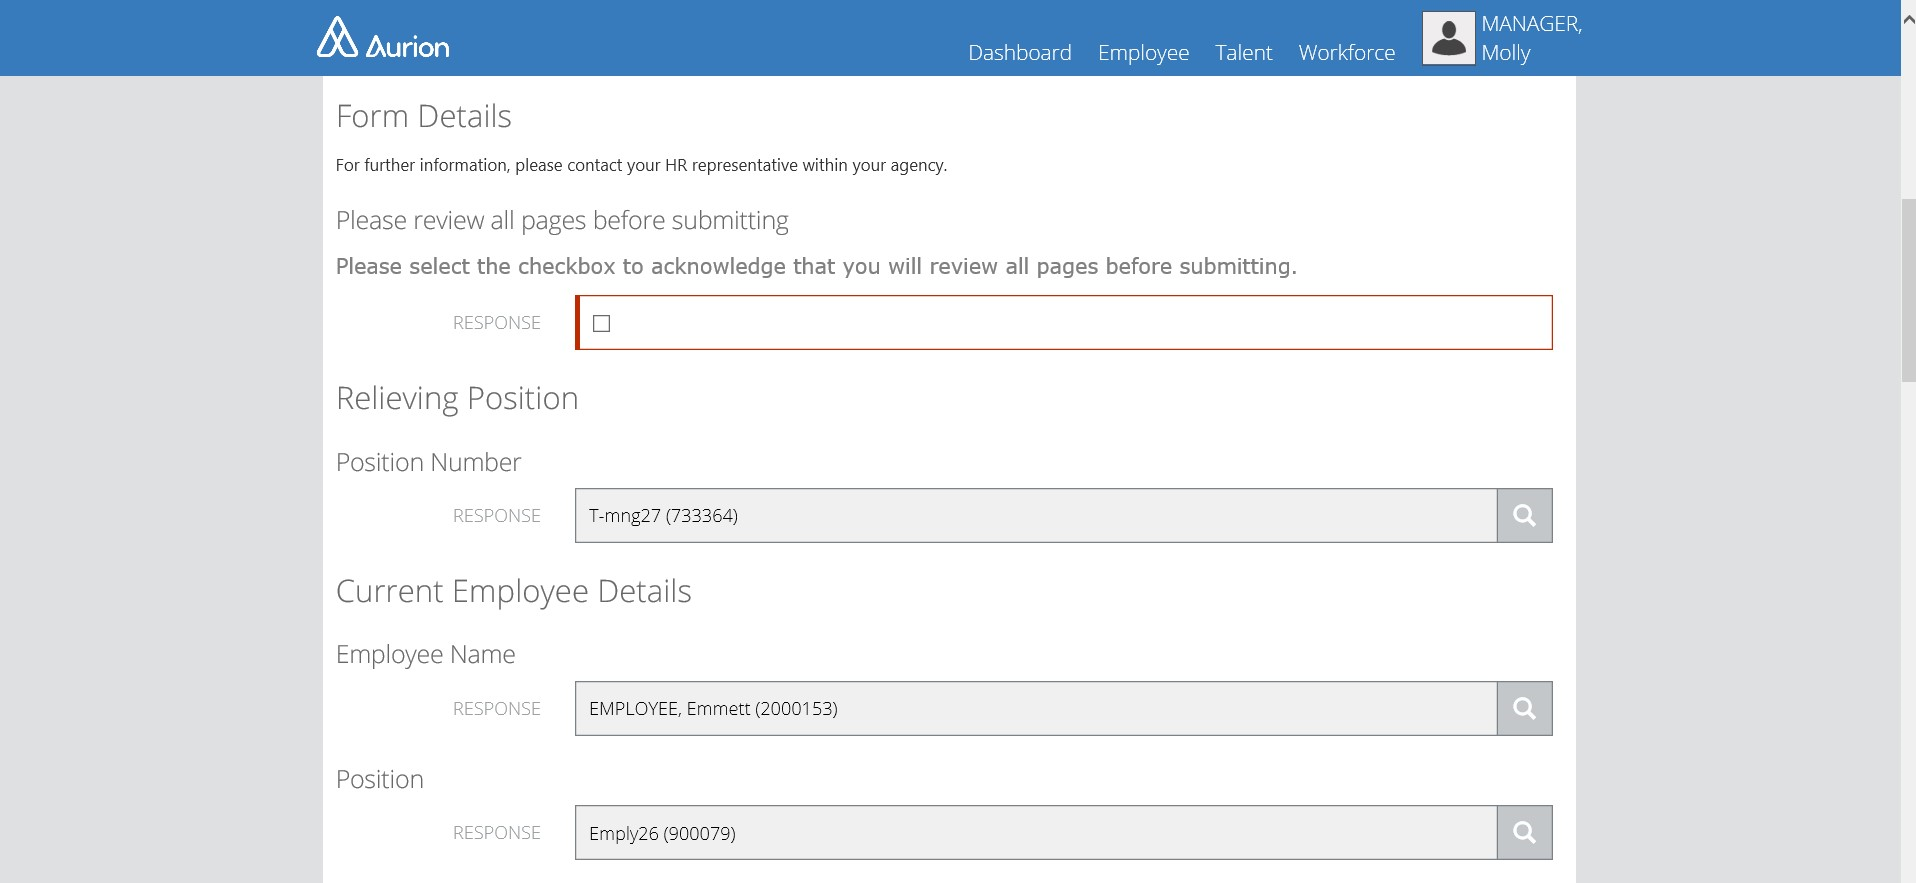 Aurion
Dashboard Employee Talent Workforce
MANAGER,
Molly
Form Details
For further information, please contact your HR representative within your agency.
Please review all pages before submitting
Please select the checkbox to acknowledge that you will review all pages before submitting.
RESPONSE
Relieving Position
Position Number
RESPONSE T-mng27 (733364)
Current Employee Details
Employee Name
RESPONSE EMPLOYEE, Emmett (2000153)
Position
RESPONSE Emply26 (900079)